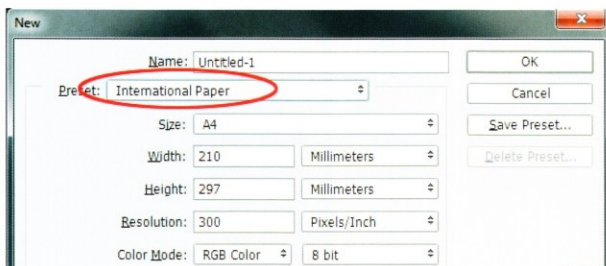 New
Name: Untitled-1 OK
Preset: International Paper Cancel
Size: A4 Save Preset...
Width: 210 Millimeters Delete Preset...
Height: 297 Millimeters
Resolution: 300 Pixels/Inch
Color Mode: RGB Color 8 bit